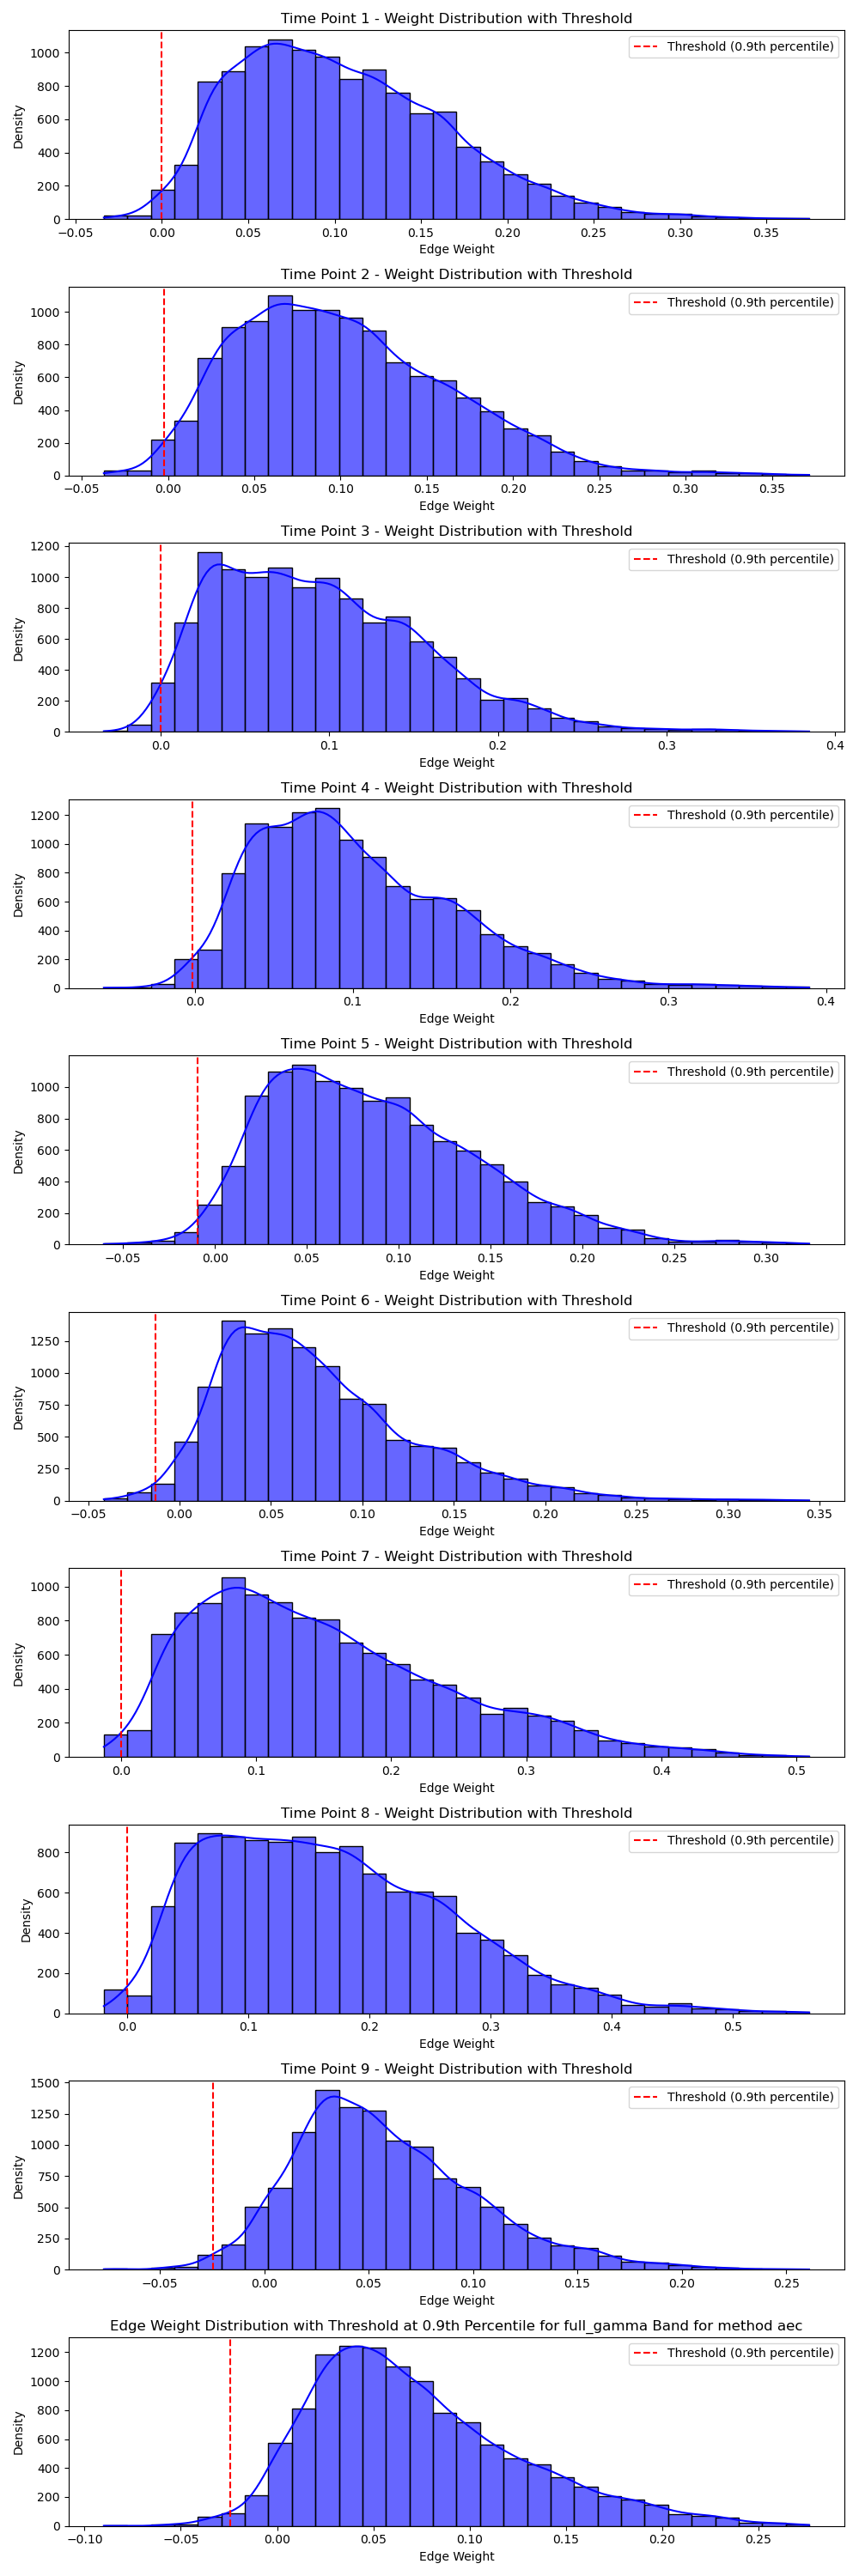 Time Point 1 - Weight Distribution with Threshold
Threshold (0.9th percentile)
Density
1000
800
600
400
200
0
−0.05 0.00 0.05 0.10 0.15 0.20 0.25 0.30 0.35
Edge Weight
Time Point 2 - Weight Distribution with Threshold
Threshold (0.9th percentile)
Density
1000
800
600
400
200
0
−0.05 0.00 0.05 0.10 0.15 0.20 0.25 0.30 0.35
Edge Weight
Time Point 3 - Weight Distribution with Threshold
Threshold (0.9th percentile)
Density
1200
1000
800
600
400
200
0
0.0 0.1 0.2 0.3 0.4
Edge Weight
Time Point 4 - Weight Distribution with Threshold
Threshold (0.9th percentile)
Density
1200
1000
800
600
400
200
0
0.0 0.1 0.2 0.3 0.4
Edge Weight
Time Point 5 - Weight Distribution with Threshold
Threshold (0.9th percentile)
Density
1000
800
600
400
200
0
−0.05 0.00 0.05 0.10 0.15 0.20 0.25 0.30
Edge Weight
Time Point 6 - Weight Distribution with Threshold
Threshold (0.9th percentile)
Density
1250
1000
750
500
250
0
−0.05 0.00 0.05 0.10 0.15 0.20 0.25 0.30 0.35
Edge Weight
Time Point 7 - Weight Distribution with Threshold
Threshold (0.9th percentile)
Density
1000
800
600
400
200
0
0.0 0.1 0.2 0.3 0.4 0.5
Edge Weight
Time Point 8 - Weight Distribution with Threshold
Threshold (0.9th percentile)
Density
800
600
400
200
0
0.0 0.1 0.2 0.3 0.4 0.5
Edge Weight
Time Point 9 - Weight Distribution with Threshold
Threshold (0.9th percentile)
Density
1500
1250
1000
750
500
250
0
−0.05 0.00 0.05 0.10 0.15 0.20 0.25
Edge Weight
Edge Weight Distribution with Threshold at 0.9th Percentile for full_gamma Band for method aec
Threshold (0.9th percentile)
Density
1200
1000
800
600
400
200
0
−0.10 −0.05 0.00 0.05 0.10 0.15 0.20 0.25
Edge Weight